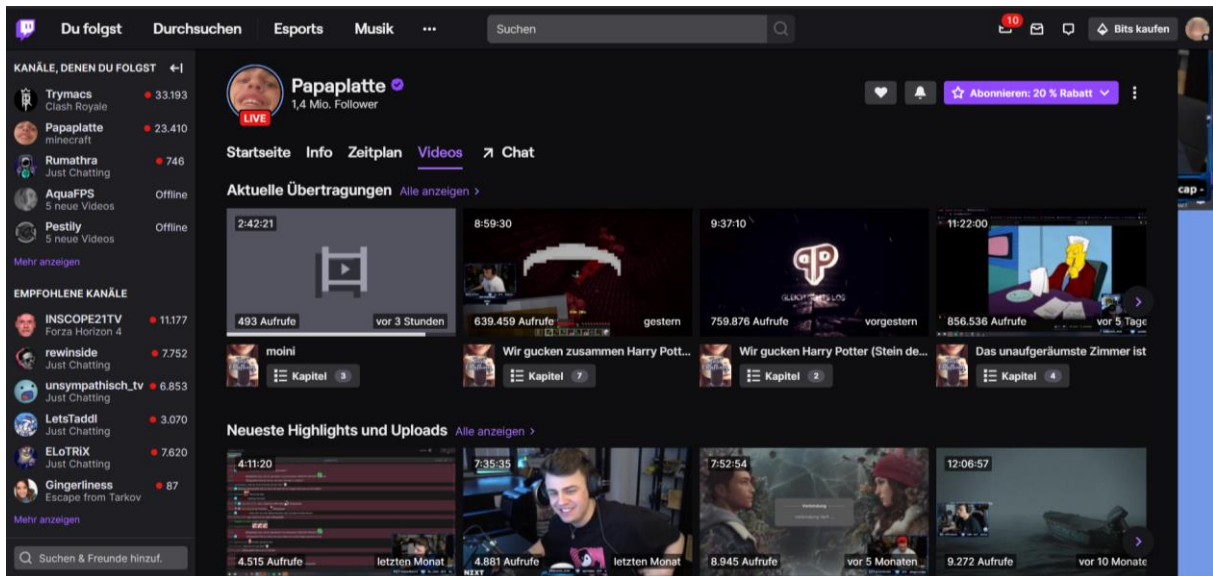 Du folgst
Durchsuchen
Esports
Musik
Suchen
10
Bits kaufen
KANÄLE, DENEN DU FOLGST
Trymacs
33.193
Clash Royale
Papaplatte
23.410
minecraft
Rumathra
746
Just Chatting
AquaFPS
Offline
5 neue Videos
Pestily
Offline
5 neue Videos
Mehr anzeigen
EMPFOHLENE KANÄLE
INSCOPE21TV
11.177
Forza Horizon 4
rewinside
7.752
Just Chatting
unsympathisch_tv
6.853
Just Chatting
LetsTaddl
3.070
Just Chatting
ELoTRiX
7.620
Just Chatting
Gingerliness
87
Escape from Tarkov
Mehr anzeigen
Suchen & Freunde hinzuf.
Papaplatte
1,4 Mio. Follower
LIVE
Abonnieren: 20 % Rabatt
Startseite
Info
Zeitplan
Videos
Chat
cap -
Aktuelle Übertragungen
Alle anzeigen
2:42:21
493 Aufrufe
vor 3 Stunden
moini
Kapitel 3
8:59:30
639.459 Aufrufe
gestern
Wir gucken zusammen Harry Pott...
Kapitel 7
9:37:10
759.876 Aufrufe
vorgestern
Wir gucken Harry Potter (Stein de...
Kapitel 2
11:22:00
856.536 Aufrufe
vor 5 Tage
Das unaufgeräumste Zimmer ist
Kapitel 4
Neueste Highlights und Uploads
Alle anzeigen
4:11:20
4.515 Aufrufe
letzten Monat
7:35:35
4.881 Aufrufe
letzten Monat
7:52:54
8.945 Aufrufe
vor 5 Monaten
12:06:57
9.272 Aufrufe
vor 10 Monate